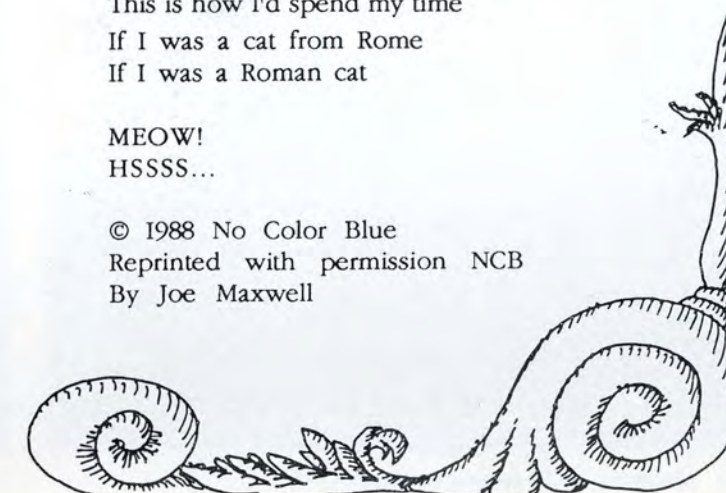 This is how I'd spend my time
If I was a cat from Rome
If I was a Roman cat
MEOW!
HSSSS...
© 1988 No Color Blue
Reprinted with permission NCB
By Joe Maxwell